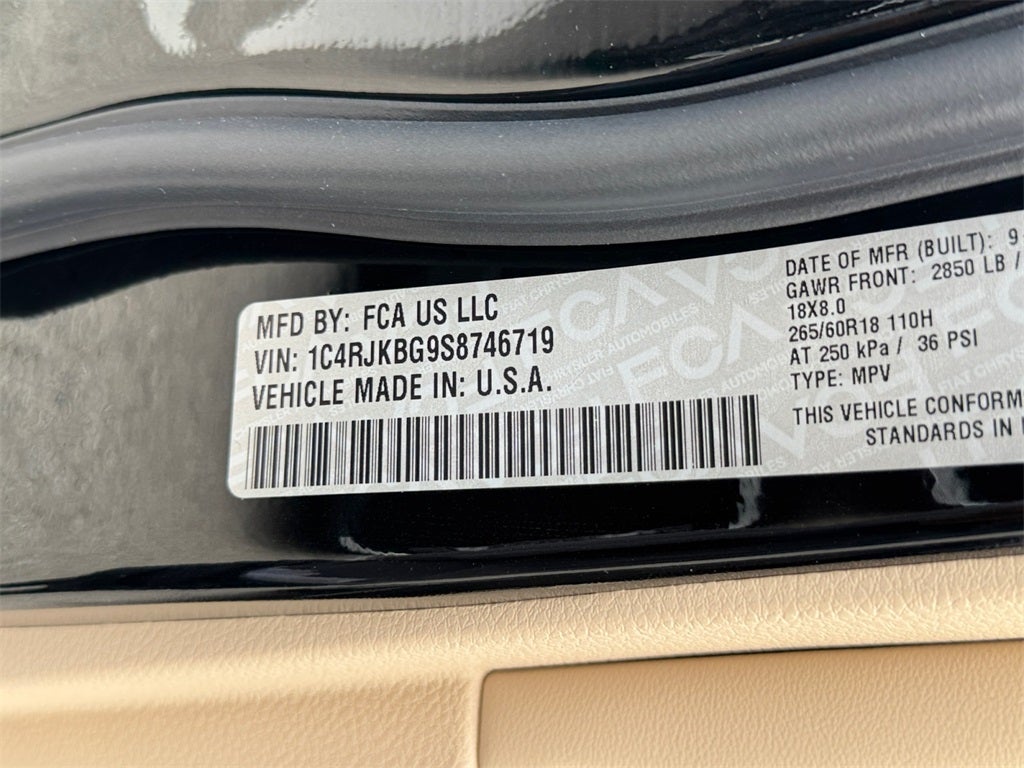 MFD BY: FCA US LLC
VIN: 1C4RJKBG9S8746719
VEHICLE MADE IN: U.S.A.
DATE OF MFR (BUILT): 9
GAWR FRONT: 2850 LB /
18X8.0
265/60R18 110H
AT 250 kPa / 36 PSI
TYPE: MPV
THIS VEHICLE CONFORM
STANDARDS IN